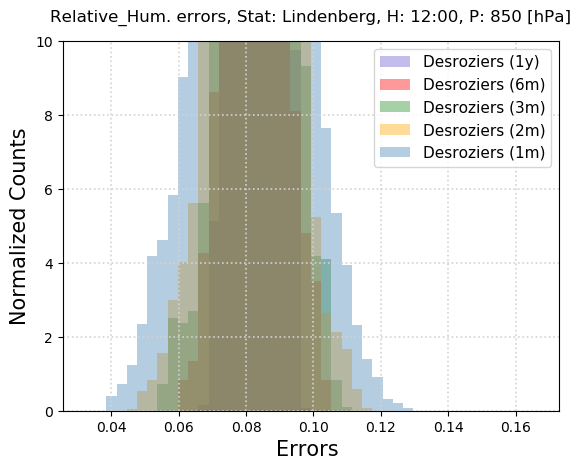 Relative_Hum. errors, Stat: Lindenberg, H: 12:00, P: 850 [hPa]
Normalized Counts
10
8
6
4
2
0
Desroziers (1y)
Desroziers (6m)
Desroziers (3m)
Desroziers (2m)
Desroziers (1m)
0.04 0.06 0.08 0.10 0.12 0.14 0.16
Errors